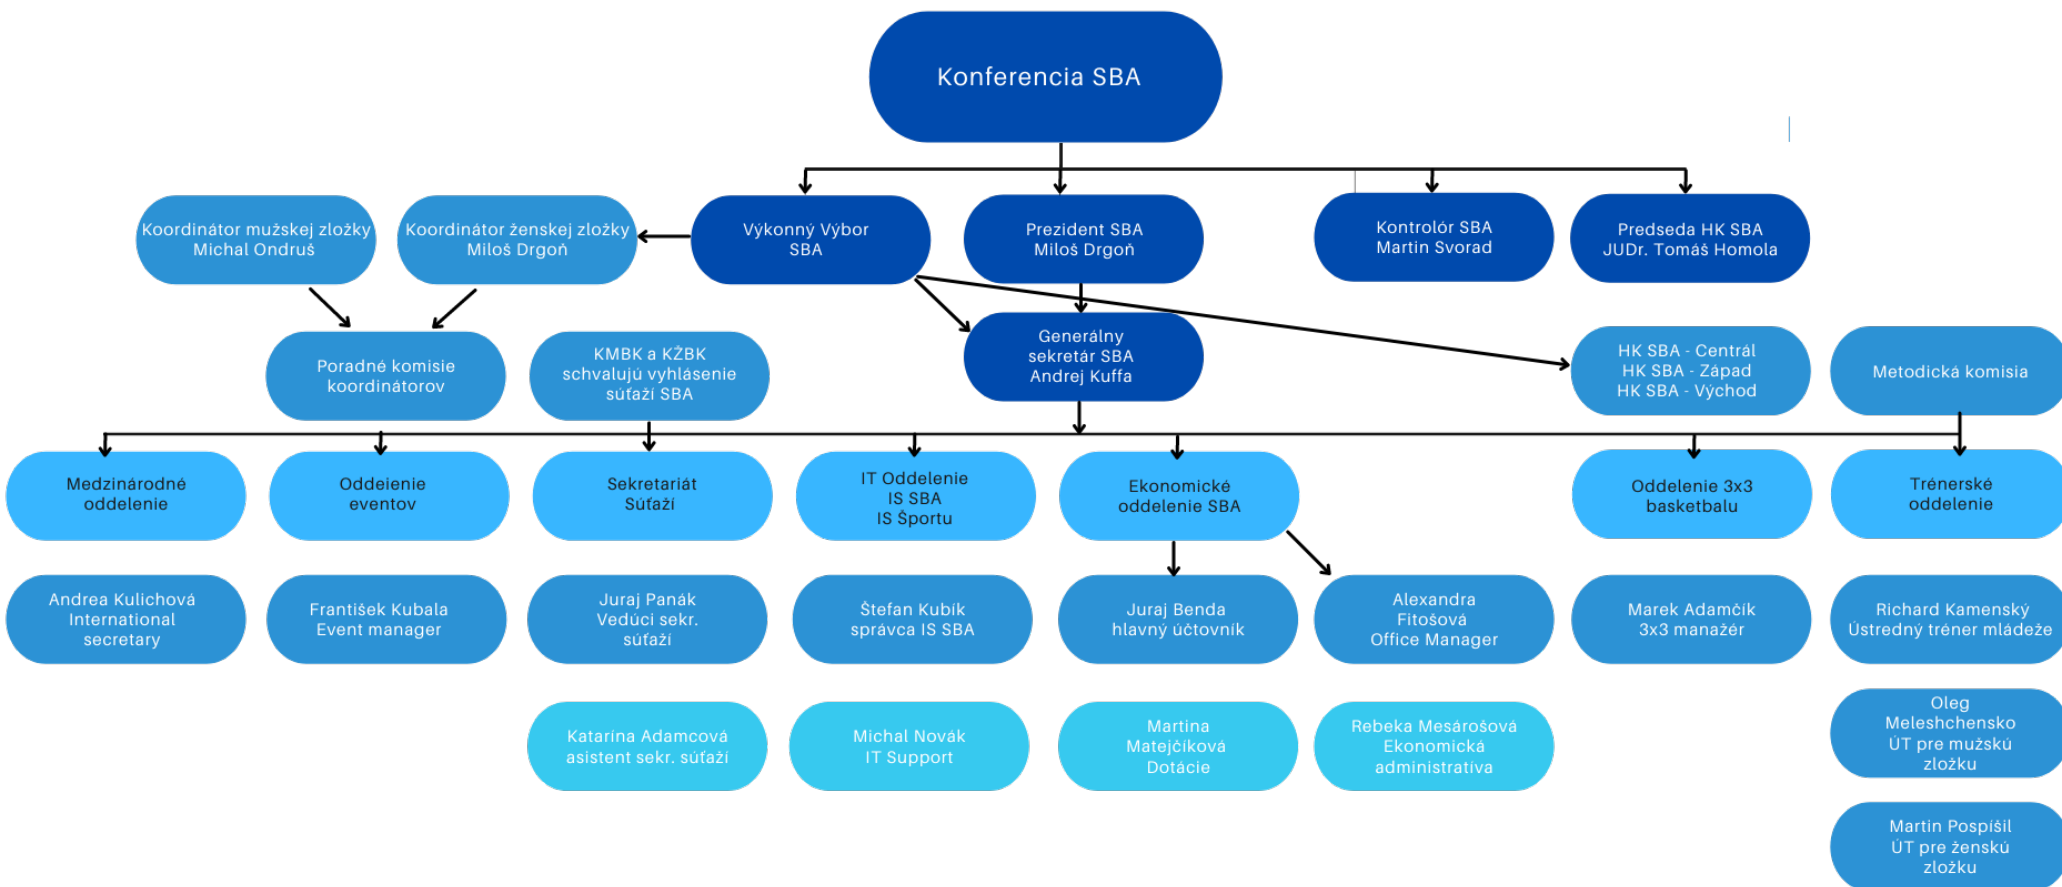 Konferencia SBA
Koordinátor mužskej zložky
Michal Ondruš
Koordinátor ženskej zložky
Miloš Drgoň
Výkonný Výbor
SBA
Prezident SBA
Miloš Drgoň
Kontrolór SBA
Martin Svorad
Predseda HK SBA
JUDr. Tomáš Homola
Poradné komisie
koordinátorov
KMBK a KŽBK
schvalujú vyhlásenie
súťaží SBA
Generálny
sekretár SBA
Andrej Kuffa
HK SBA - Centrál
HK SBA - Západ
HK SBA - Východ
Metodická komisia
Medzinárodné
oddelenie
Oddeienie
eventov
Sekretariát
Súťaží
IT Oddelenie
IS SBA
IS Športu
Ekonomické
oddelenie SBA
Oddelenie 3x3
basketbalu
Trénerské
oddelenie
Andrea Kulichová
International
secretary
František Kubala
Event manager
Juraj Panák
Vedúci sekr.
súťaží
Štefan Kubík
správca IS SBA
Juraj Benda
hlavný účtovník
Alexandra
Fitošová
Office Manager
Marek Adamčík
3x3 manažér
Richard Kamenský
Ústredný tréner mládeže
Katarína Adamcová
asistent sekr. súťaží
Michal Novák
IT Support
Martina
Matejčíková
Dotácie
Rebeka Mesárošová
Ekonomická
administratíva
Oleg
Meleshchensko
ÚT pre mužskú
zložku
Martin Pospíšil
ÚT pre ženskú
zložku